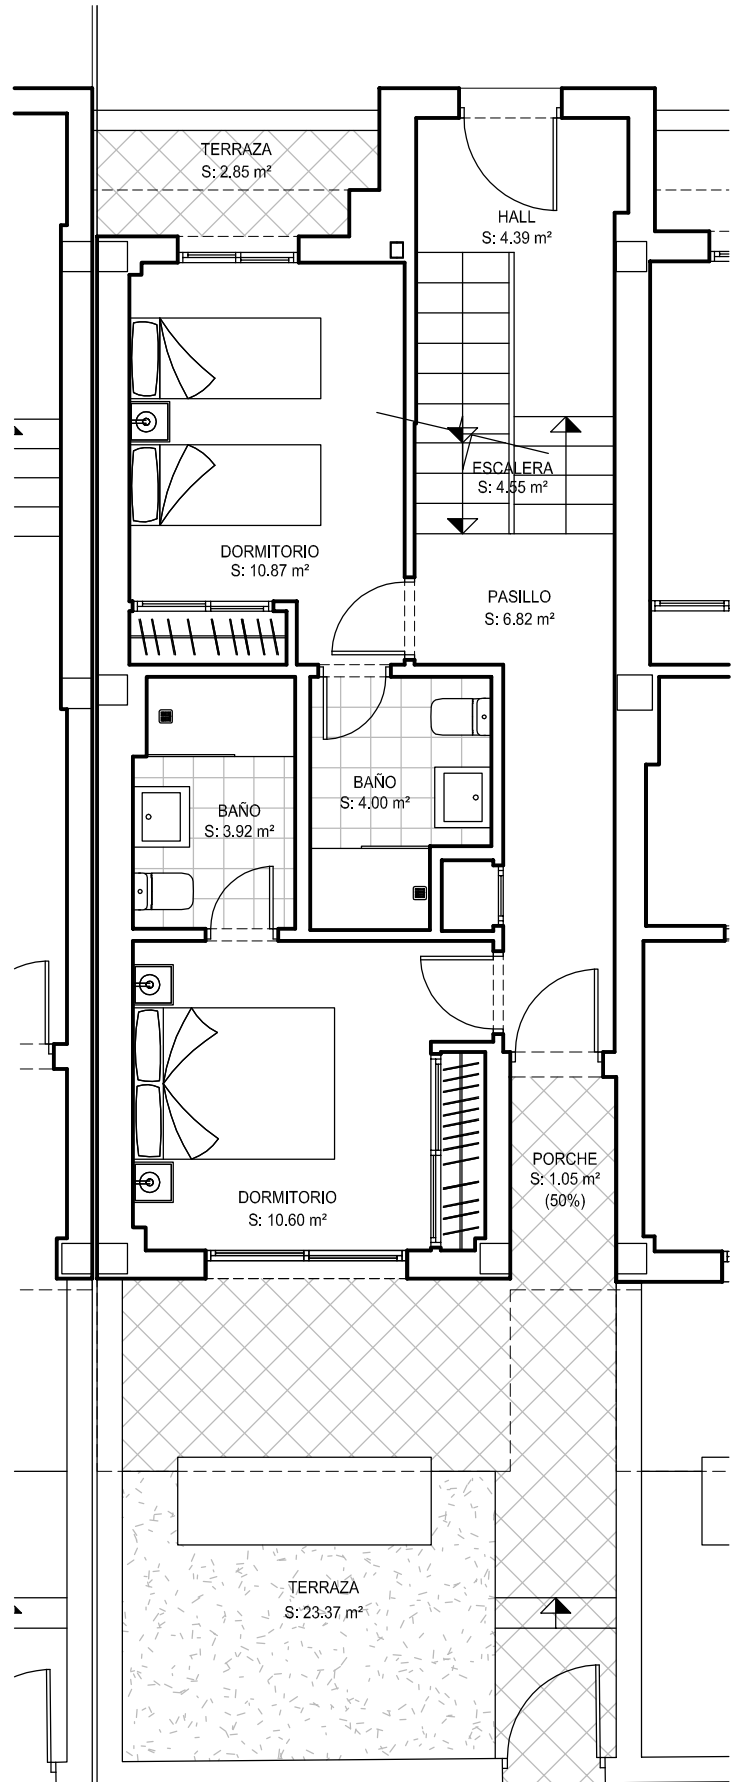 TERRAZA
S: 2.85 m²
HALL
S: 4.39 m²
ESCALERA
S: 4.55 m²
DORMITORIO
S: 10.87 m²
PASILLO
S: 6.82 m²
BAÑO
S: 4.00 m²
BAÑO
S: 3.92 m²
PORCHE
S: 1.05 m²
(50%)
DORMITORIO
S: 10.60 m²
TERRAZA
S: 23.37 m²